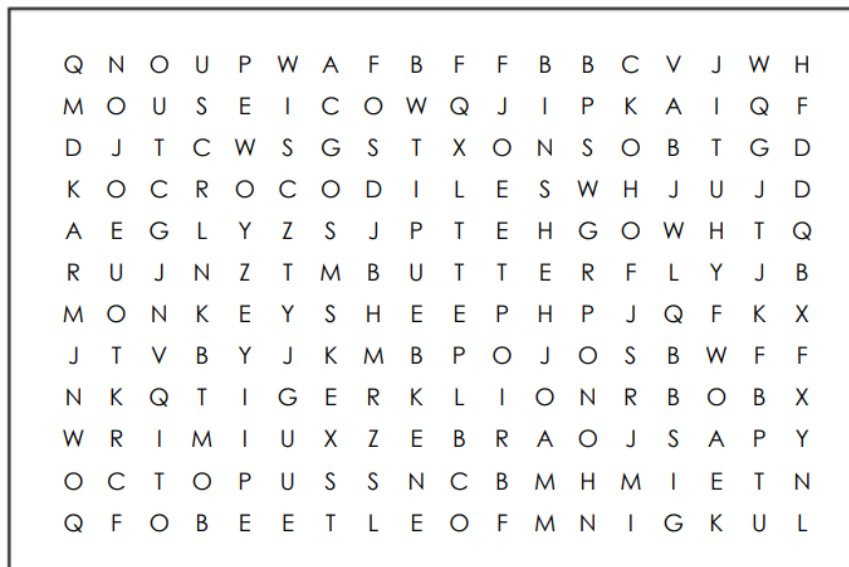 Q N O U P W A F B F F B B C V J W H
M O U S E I C O W Q J I P K A I Q F
D J T C W S G S T X O N S O B T G D
K O C R O C O D I L E S W H J U J D
A E G L Y Z S J P T E H G O W H T Q
R U J N Z T M B U T T E R F L Y J B
M O N K E Y S H E E P H P J Q F K X
J T V B Y J K M B P O J O S B W F F
N K Q T I G E R K L I O N R B O B X
W R I M I U X Z E B R A O J S A P Y
O C T O P U S S N C B M H M I E T N
Q F O B E E T L E O F M N I G K U L